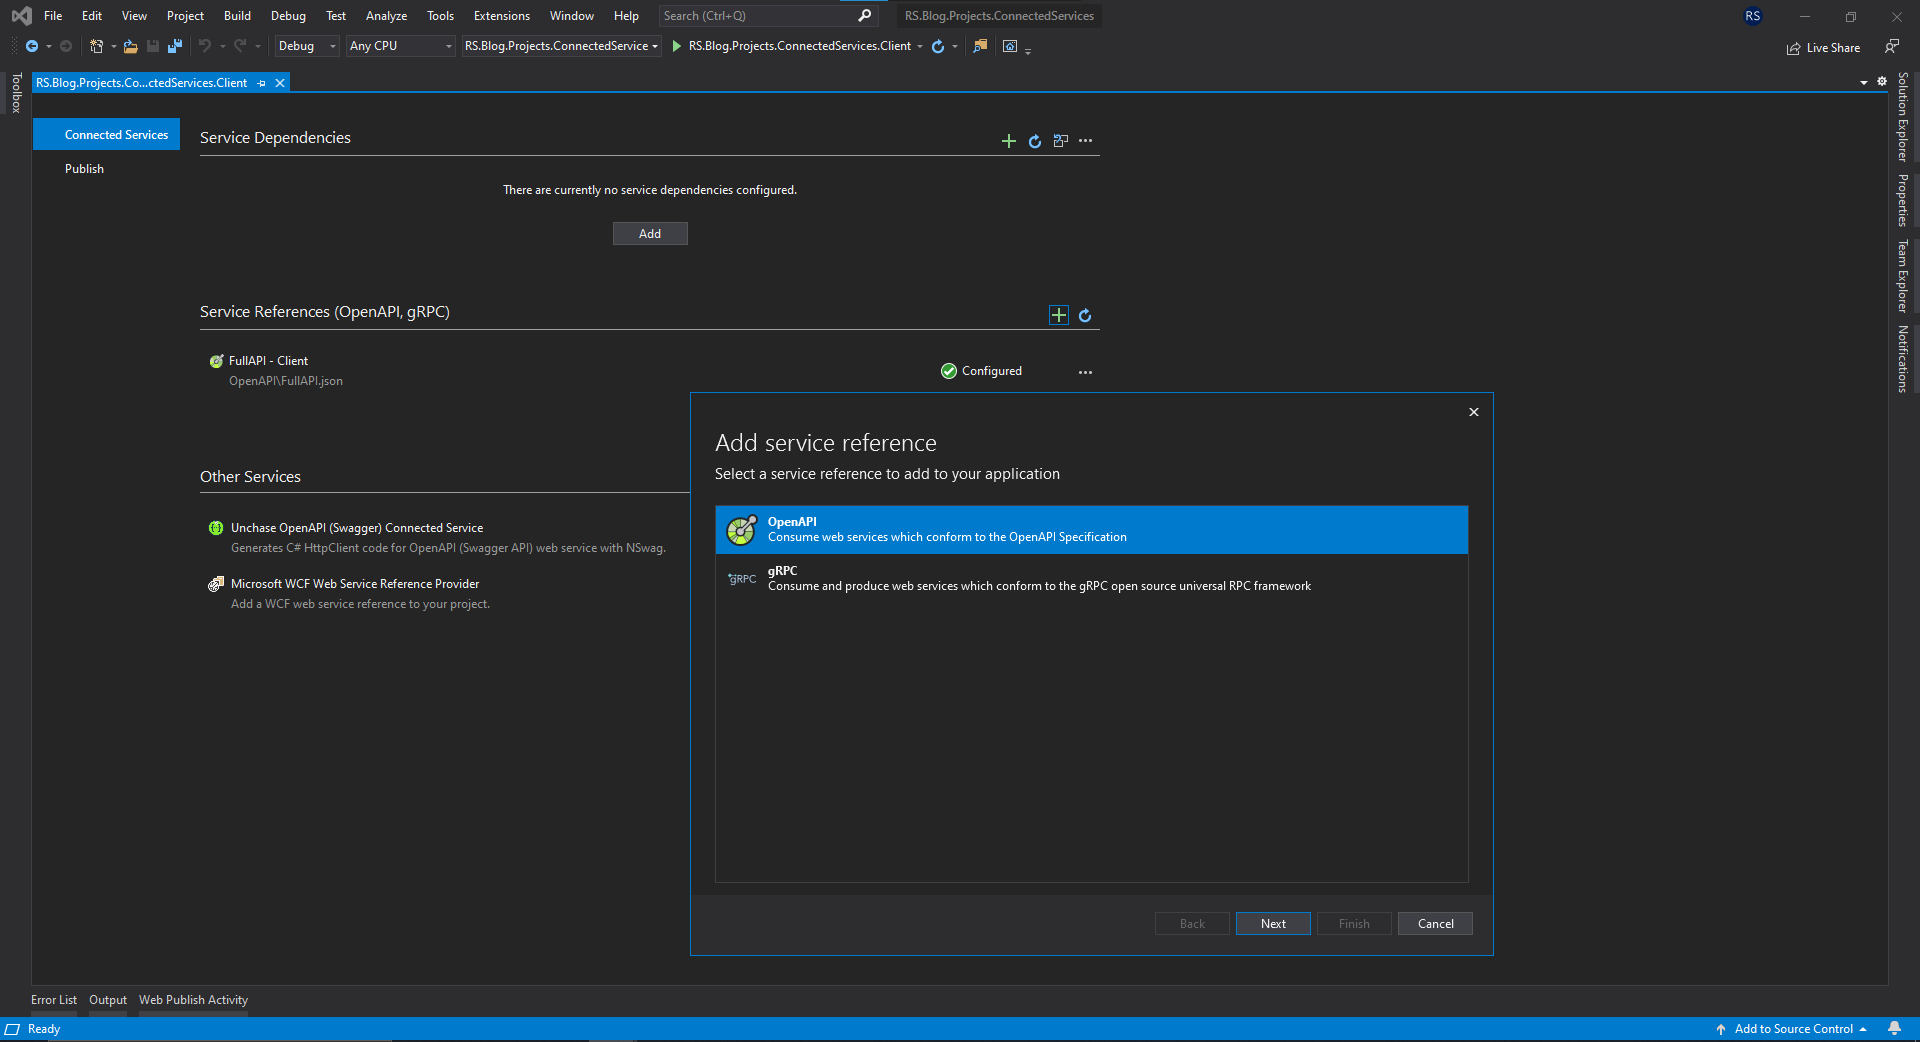 File Edit View Project Build Debug Test Analyze Tools Extensions Window Help Search (Ctrl+Q) RS.Blog.Projects.ConnectedServices RS
Debug Any CPU RS.Blog.Projects.ConnectedService RS.Blog.Projects.ConnectedServices.Client Live Share
Toolbox
RS.Blog.Projects.Co...ctedServices.Client
Solution Explorer
Properties
Team Explorer
Notifications
Connected Services
Publish
Service Dependencies
There are currently no service dependencies configured.
Add
Service References (OpenAPI, gRPC)
FullAPI - Client
OpenAPI\FullAPI.json
Configured
Other Services
Unchase OpenAPI (Swagger) Connected Service
Generates C# HttpClient code for OpenAPI (Swagger API) web service with NSwag.
Microsoft WCF Web Service Reference Provider
Add a WCF web service reference to your project.
Add service reference
Select a service reference to add to your application
OpenAPI
Consume web services which conform to the OpenAPI Specification
gRPC
gRPC
Consume and produce web services which conform to the gRPC open source universal RPC framework
Back Next Finish Cancel
Error List Output Web Publish Activity
Ready Add to Source Control